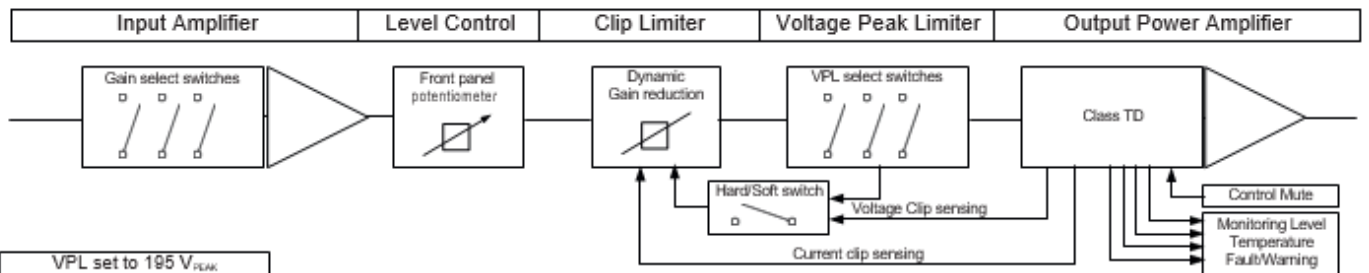 Input Amplifier
Level Control
Clip Limiter
Voltage Peak Limiter
Output Power Amplifier
Gain select switches
Front panel
potentiometer
Dynamic
Gain reduction
VPL select switches
Class TD
Hard/Soft switch
Voltage Clip sensing
Control Mute
Current clip sensing
Monitoring Level
Temperature
Fault/Warning
VPL set to 195 VPEAK